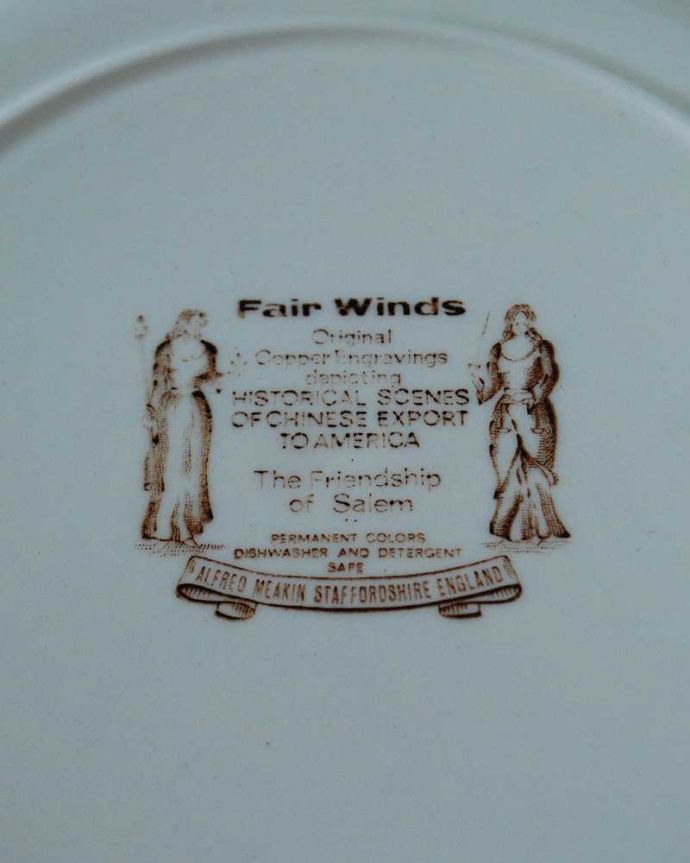 Fair Winds
Original
Copper Engravings
depicting
HISTORICAL SCENES
OF CHINESE EXPORT
TO AMERICA
The Friendship
of Salem
PERMANENT COLORS
DISHWASHER AND DETERGENT
SAFE
ALFRED MEAKIN STAFFORDSHIRE ENGLAND